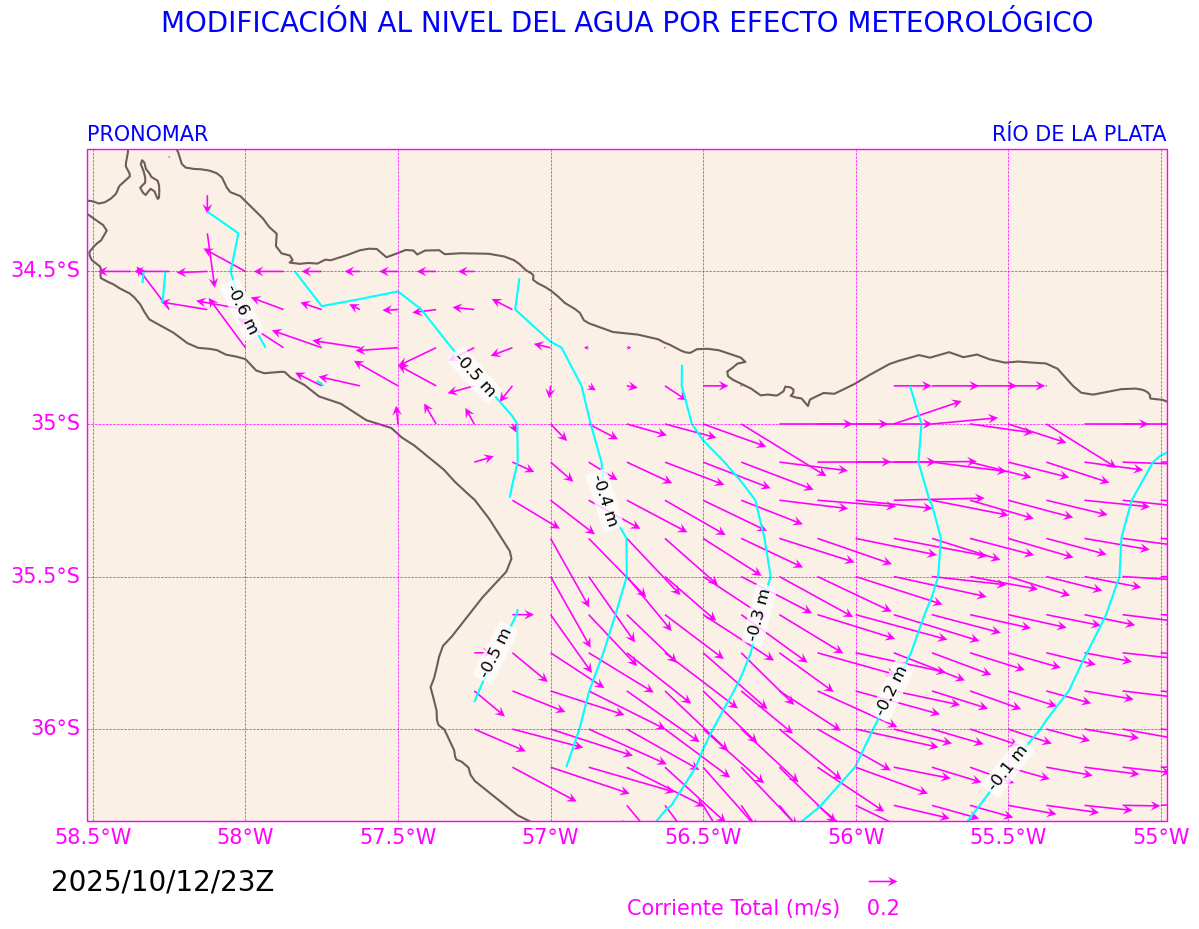 MODIFICACIÓN AL NIVEL DEL AGUA POR EFECTO METEOROLÓGICO
PRONOMAR
RÍO DE LA PLATA
34.5°S
-0.6 m
-0.5 m
35°S
-0.4 m
35.5°S
-0.3 m
-0.5 m
-0.2 m
36°S
-0.1 m
58.5°W
58°W
57.5°W
57°W
56.5°W
56°W
55.5°W
55°W
2025/10/12/23Z
Corriente Total (m/s) 0.2